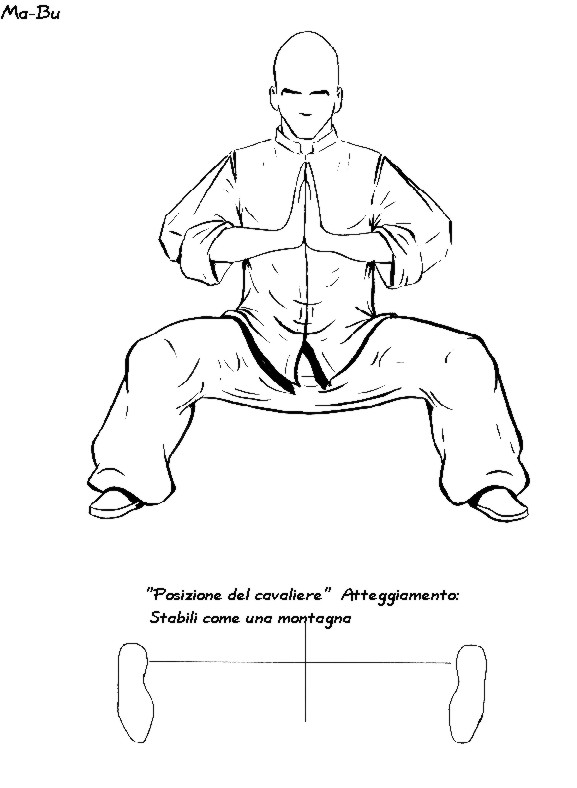 Ma-Bu
"Posizione del cavaliere" Atteggiamento:
Stabili come una montagna